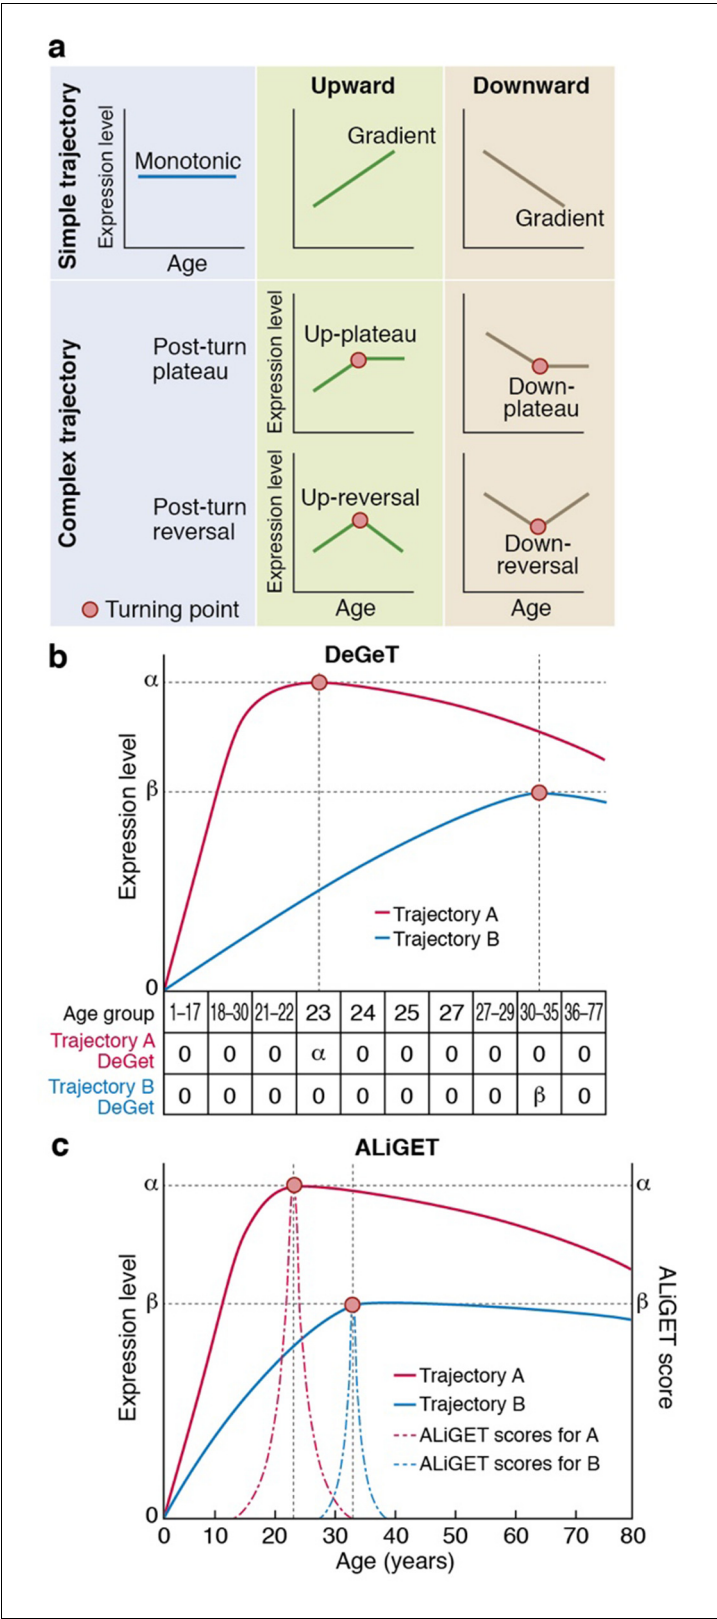 a
Upward
Downward
Simple trajectory
Expression level
Monotonic
Age
Gradient
Gradient
Complex trajectory
Post-turn
plateau
Expression level
Up-plateau
Down-
plateau
Post-turn
reversal
Expression level
Up-reversal
Down-
reversal
Turning point
Age
Age
b
DeGeT
α
β
0
Expression level
Trajectory A
Trajectory B
Age group 1–17 18–30 21–22 23 24 25 27 27–29 30–35 36–77
Trajectory A
DeGet 0 0 0 α 0 0 0 0 0 0
Trajectory B
DeGet 0 0 0 0 0 0 0 0 β 0
c
ALiGET
α
β
0
Expression level
α
β
ALiGET score
Trajectory A
Trajectory B
ALiGET scores for A
ALiGET scores for B
0 10 20 30 40 50 60 70 80
Age (years)